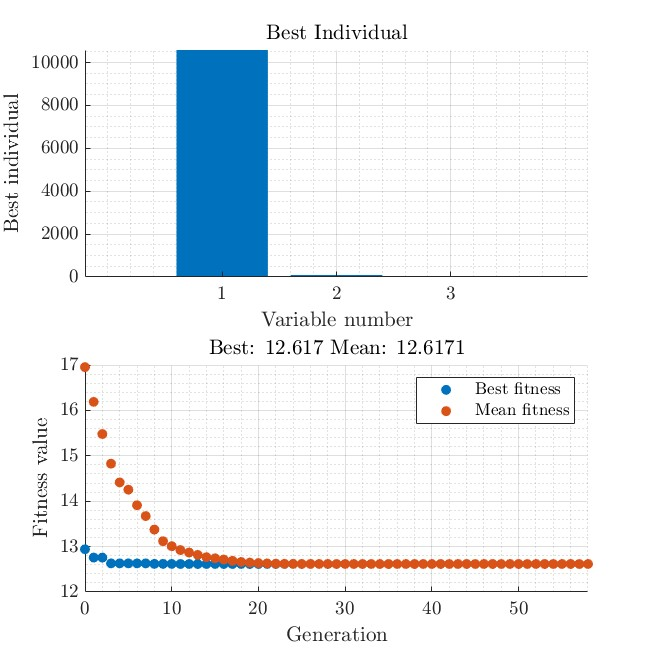 Best Individual
10000
8000
6000
4000
2000
0
Best individual
1 2 3
Variable number
Best: 12.617 Mean: 12.6171
17
16
15
14
13
12
Fitness value
Best fitness
Mean fitness
0 10 20 30 40 50
Generation